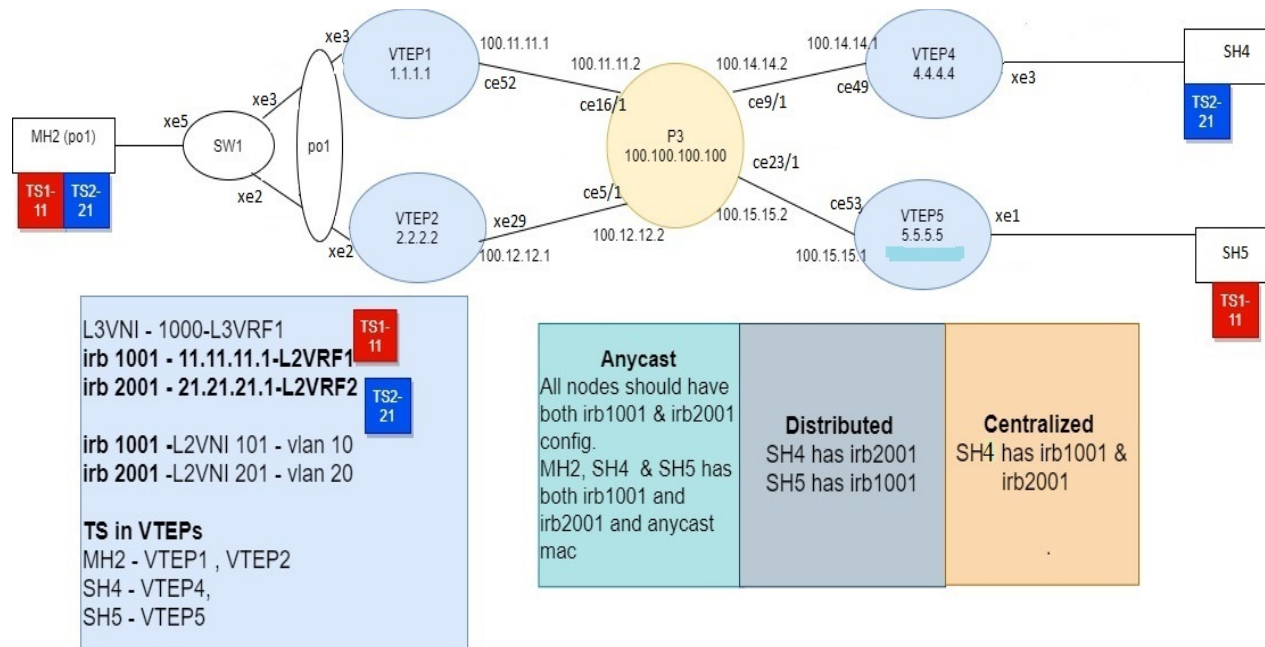 xe3
VTEP1
1.1.1.1
100.11.11.1
ce52
100.11.11.2
ce16/1
100.14.14.1
100.14.14.2
ce9/1
ce49
VTEP4
4.4.4.4
xe3
SH4
TS2-
21
MH2 (po1)
TS1-
11
TS2-
21
xe5
SW1
xe3
xe2
po1
P3
100.100.100.100
ce23/1
ce5/1
100.15.15.2
100.12.12.2
xe2
VTEP2
2.2.2.2
xe29
100.12.12.1
ce53
100.15.15.1
VTEP5
5.5.5.5
xe1
SH5
TS1-
11
L3VNI - 1000-L3VRF1
irb 1001 - 11.11.11.1-L2VRF1
irb 2001 - 21.21.21.1-L2VRF2
TS1-
11
TS2-
21
irb 1001 -L2VNI 101 - vlan 10
irb 2001 -L2VNI 201 - vlan 20
TS in VTEPs
MH2 - VTEP1 , VTEP2
SH4 - VTEP4,
SH5 - VTEP5
Anycast
All nodes should have
both irb1001 & irb2001
config.
MH2, SH4 & SH5 has
both irb1001 and
irb2001 and anycast
mac
Distributed
SH4 has irb2001
SH5 has irb1001
Centralized
SH4 has irb1001 &
irb2001
.